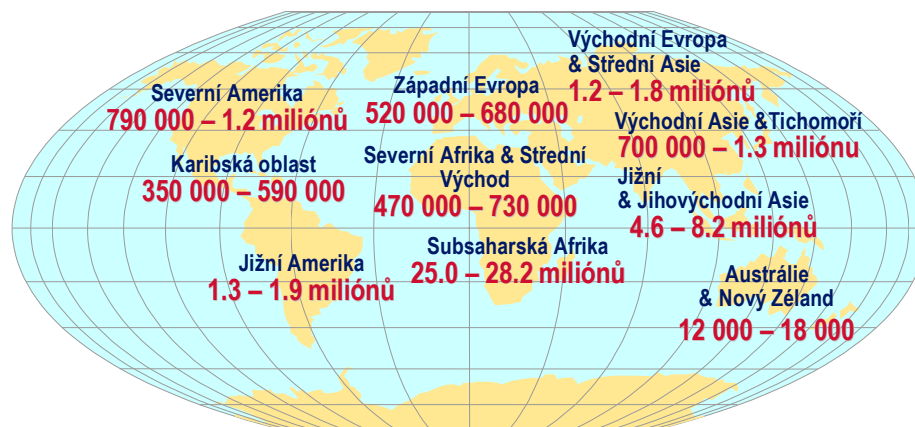 Severní Amerika
790 000 – 1.2 miliónů
Karibská oblast
350 000 – 590 000
Jižní Amerika
1.3 – 1.9 miliónů
Západní Evropa
520 000 – 680 000
Severní Afrika & Střední
Východ
470 000 – 730 000
Subsaharská Afrika
25.0 – 28.2 miliónů
Východní Evropa
& Střední Asie
1.2 – 1.8 miliónů
Východní Asie &Tichomoří
700 000 – 1.3 miliónu
Jižní
& Jihovýchodní Asie
4.6 – 8.2 miliónů
Austrálie
& Nový Zéland
12 000 – 18 000